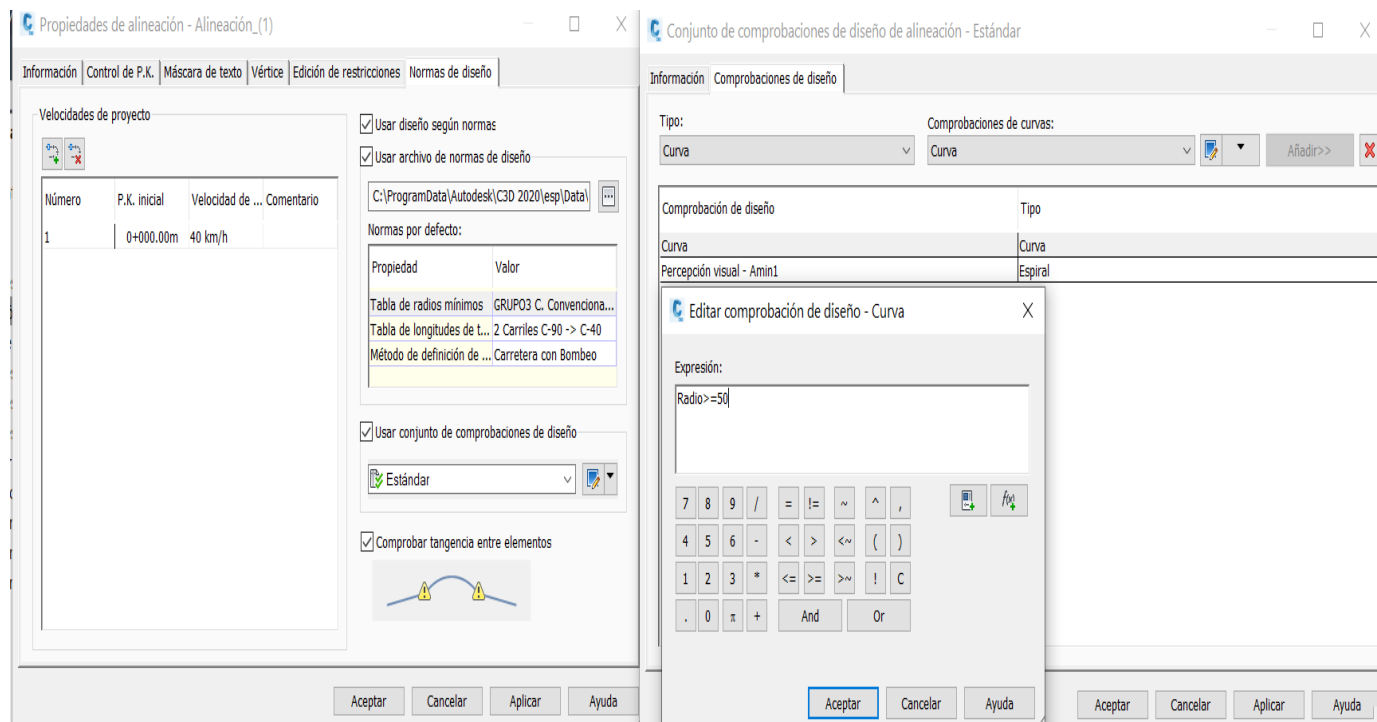 Propiedades de alineación - Alineación_(1)
Información
Control de P.K.
Máscara de texto
Vértice
Edición de restricciones
Normas de diseño
Velocidades de proyecto
Número
P.K. inicial
Velocidad de ...
Comentario
1
0+000.00m
40 km/h
Usar diseño según normas
Usar archivo de normas de diseño
C:\ProgramData\Autodesk\C3D 2020\esp\Data\
...
Normas por defecto:
Propiedad
Valor
Tabla de radios mínimos
GRUPO3 C. Convenciona...
Tabla de longitudes de t...
2 Carriles C-90 -> C-40
Método de definición de ...
Carretera con Bombeo
Usar conjunto de comprobaciones de diseño
Estándar
Comprobar tangencia entre elementos
Aceptar
Cancelar
Aplicar
Ayuda
Conjunto de comprobaciones de diseño de alineación - Estándar
Información
Comprobaciones de diseño
Tipo:
Comprobaciones de curvas:
Curva
Curva
Añadir>>
Comprobación de diseño
Tipo
Curva
Curva
Percepción visual - Amin1
Espiral
Editar comprobación de diseño - Curva
Expresión:
Radio>=50
7 8 9 / = != ~ ^ ,
4 5 6 - < > <~ ( )
1 2 3 * <= >= >~ ! C
. 0 π + And Or
f(x)
Aceptar
Cancelar
Ayuda
Aceptar
Cancelar
Aplicar
Ayuda